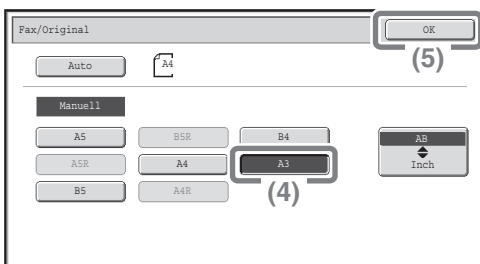 Fax/Original
OK
(5)
Auto
A4
Manuell
A5
B5R
B4
AB
Inch
A5R
A4
A3
B5
A4R
(4)